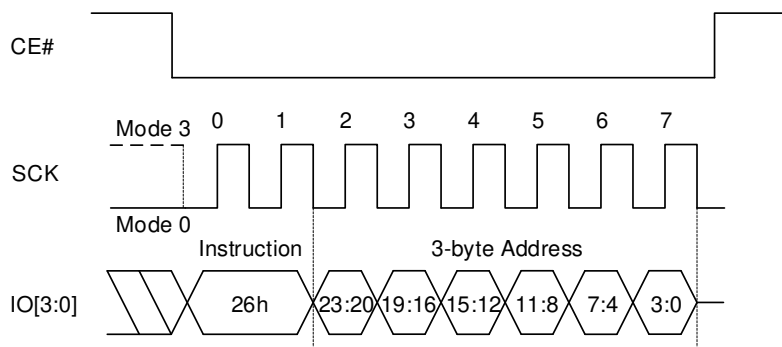 CE#
Mode 3 0 1 2 3 4 5 6 7
SCK
Mode 0
Instruction 3-byte Address
IO[3:0] 26h 23:20 19:16 15:12 11:8 7:4 3:0